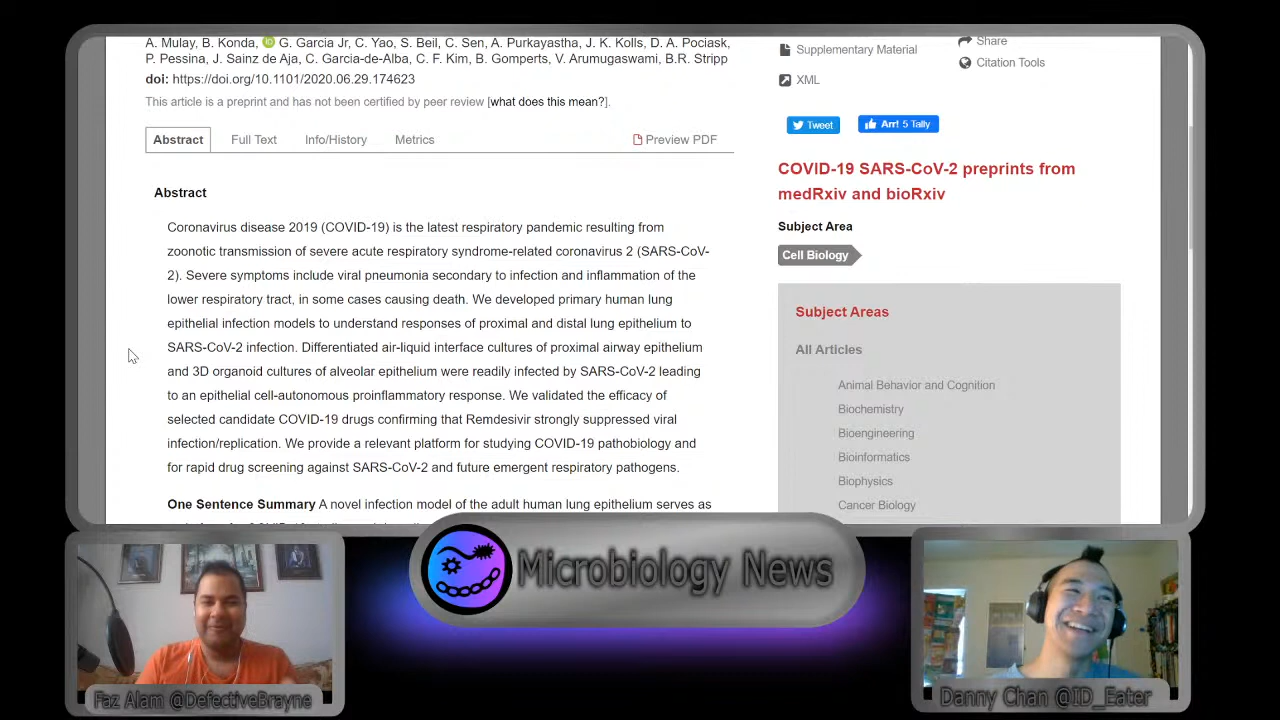 A. Mulay, B. Konda, iD G. Garcia Jr, C. Yao, S. Beil, C. Sen, A. Purkayastha, J. K. Kolls, D. A. Pociask,
P. Pessina, J. Sainz de Aja, C. Garcia-de-Alba, C. F. Kim, B. Gomperts, V. Arumugaswami, B.R. Stripp
doi: https://doi.org/10.1101/2020.06.29.174623
This article is a preprint and has not been certified by peer review [what does this mean?].
Abstract Full Text Info/History Metrics Preview PDF
Abstract
Coronavirus disease 2019 (COVID-19) is the latest respiratory pandemic resulting from
zoonotic transmission of severe acute respiratory syndrome-related coronavirus 2 (SARS-CoV-
2). Severe symptoms include viral pneumonia secondary to infection and inflammation of the
lower respiratory tract, in some cases causing death. We developed primary human lung
epithelial infection models to understand responses of proximal and distal lung epithelium to
SARS-CoV-2 infection. Differentiated air-liquid interface cultures of proximal airway epithelium
and 3D organoid cultures of alveolar epithelium were readily infected by SARS-CoV-2 leading
to an epithelial cell-autonomous proinflammatory response. We validated the efficacy of
selected candidate COVID-19 drugs confirming that Remdesivir strongly suppressed viral
infection/replication. We provide a relevant platform for studying COVID-19 pathobiology and
for rapid drug screening against SARS-CoV-2 and future emergent respiratory pathogens.
One Sentence Summary A novel infection model of the adult human lung epithelium serves as
Supplementary Material
Share
XML
Citation Tools
Tweet
Arr! 5 Tally
COVID-19 SARS-CoV-2 preprints from
medRxiv and bioRxiv
Subject Area
Cell Biology
Subject Areas
All Articles
Animal Behavior and Cognition
Biochemistry
Bioengineering
Bioinformatics
Biophysics
Cancer Biology
Microbiology News
Faz Alam @DefectiveBrayne
Danny Chan @ID_Eater